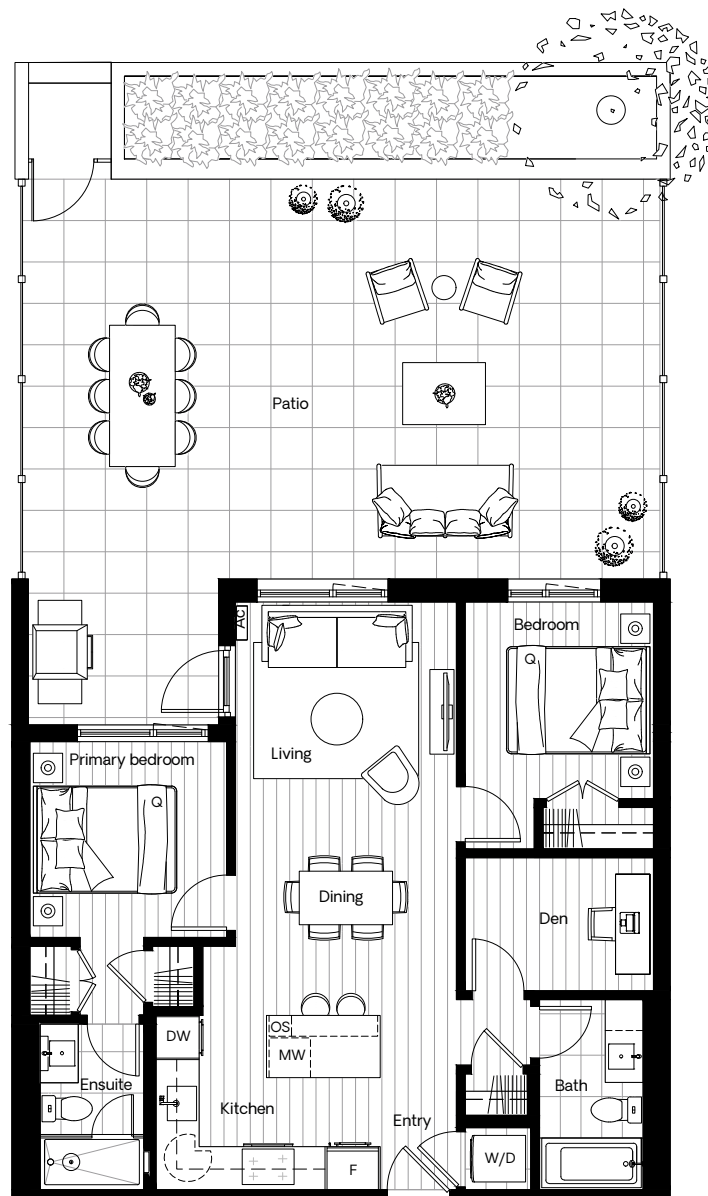 Patio
Bedroom
AC
Q
Living
Primary bedroom
Q
Dining
Den
OS
DW
MW
Ensuite
Bath
Kitchen
Entry
W/D
F